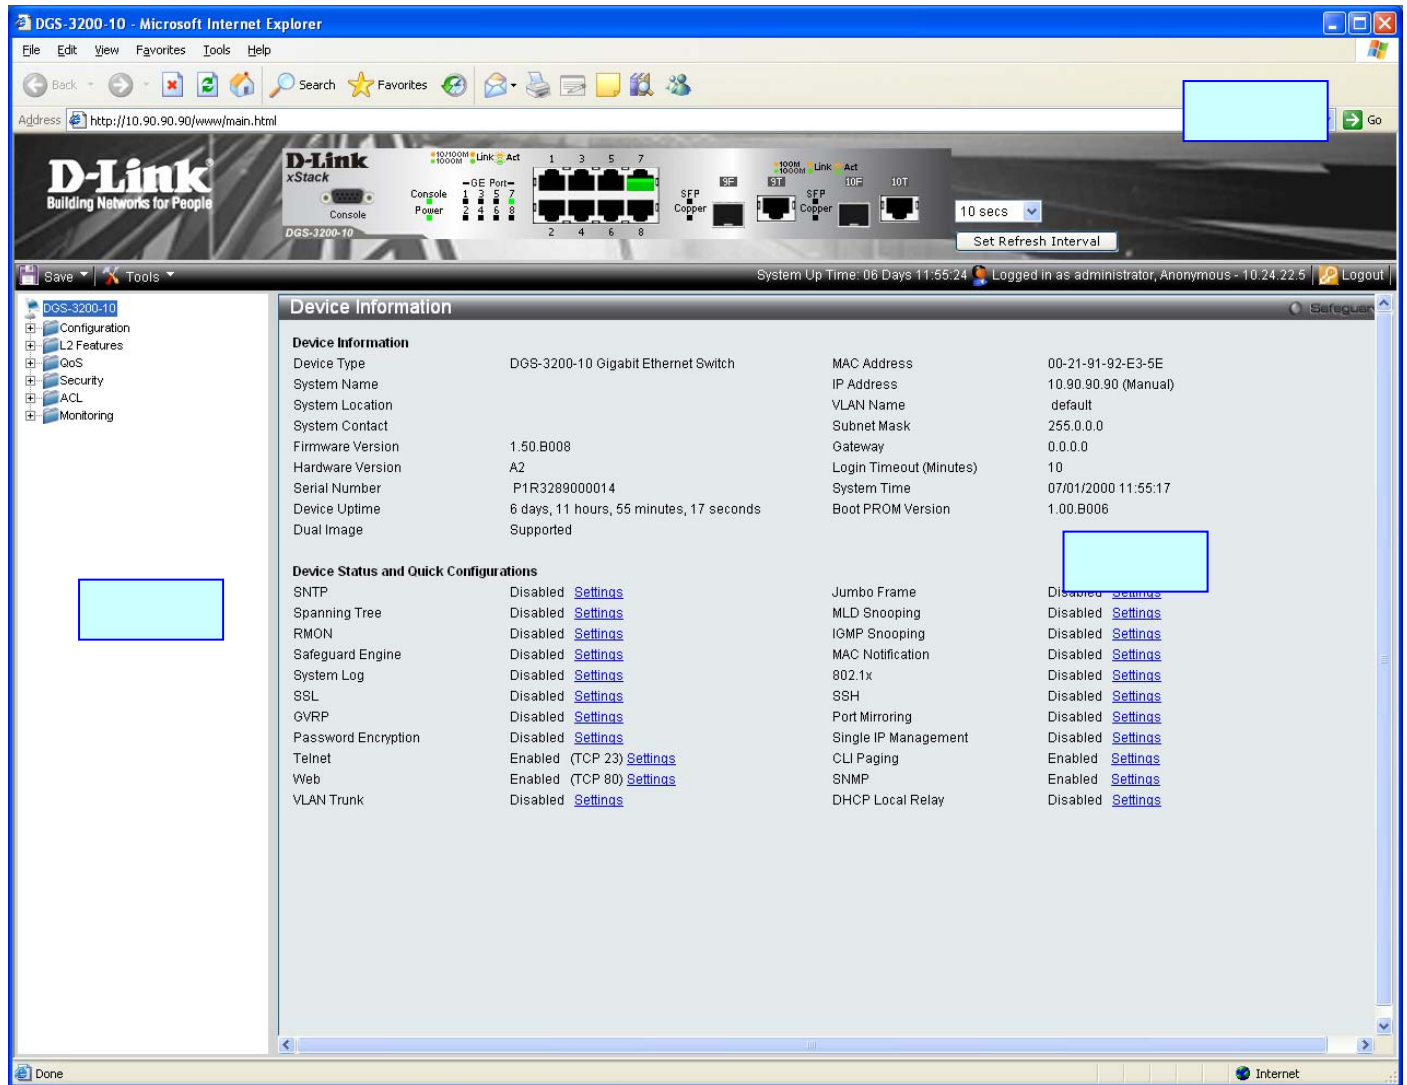 DGS-3200-10 - Microsoft Internet Explorer
File Edit View Favorites Tools Help
Back Search Favorites
Address http://10.90.90.90/www/main.html Go
D-Link
Building Networks for People
D-Link
xStack
Console
DGS-3200-10
10/100M 1000M Link Act
GE Port
Console 1 3 5 7
Power 2 4 6 8
1 3 5 7
2 4 6 8
SFP
Copper
9F 9T
100M 1000M Link Act
SFP
Copper
10F 10T
10 secs
Set Refresh Interval
Save Tools System Up Time: 06 Days 11:55:24 Logged in as administrator, Anonymous - 10.24.22.5 Logout
DGS-3200-10
Configuration
L2 Features
QoS
Security
ACL
Monitoring
Device Information Safeguar
Device Information
Device Type DGS-3200-10 Gigabit Ethernet Switch MAC Address 00-21-91-92-E3-5E
System Name IP Address 10.90.90.90 (Manual)
System Location VLAN Name default
System Contact Subnet Mask 255.0.0.0
Firmware Version 1.50.B008 Gateway 0.0.0.0
Hardware Version A2 Login Timeout (Minutes) 10
Serial Number P1R3289000014 System Time 07/01/2000 11:55:17
Device Uptime 6 days, 11 hours, 55 minutes, 17 seconds Boot PROM Version 1.00.B006
Dual Image Supported
Device Status and Quick Configurations
SNTP Disabled Settings Jumbo Frame Disabled Settings
Spanning Tree Disabled Settings MLD Snooping Disabled Settings
RMON Disabled Settings IGMP Snooping Disabled Settings
Safeguard Engine Disabled Settings MAC Notification Disabled Settings
System Log Disabled Settings 802.1x Disabled Settings
SSL Disabled Settings SSH Disabled Settings
GVRP Disabled Settings Port Mirroring Disabled Settings
Password Encryption Disabled Settings Single IP Management Disabled Settings
Telnet Enabled (TCP 23) Settings CLI Paging Enabled Settings
Web Enabled (TCP 80) Settings SNMP Enabled Settings
VLAN Trunk Disabled Settings DHCP Local Relay Disabled Settings
Done Internet